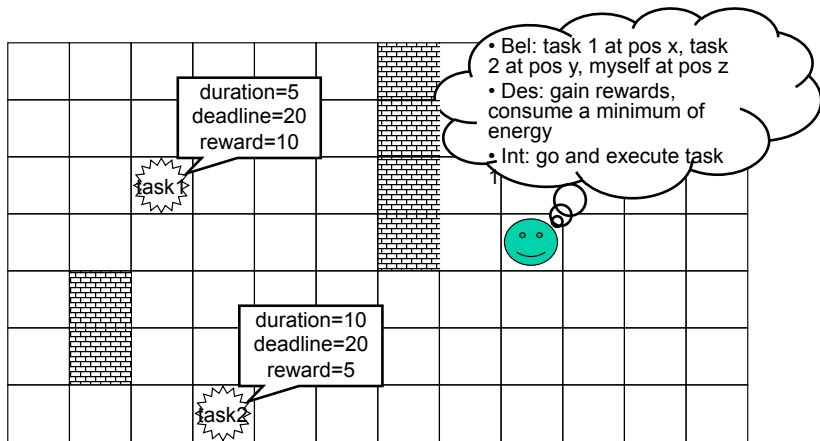 • Bel: task 1 at pos x, task
2 at pos y, myself at pos z
• Des: gain rewards,
consume a minimum of
energy
• Int: go and execute task
1
duration=5
deadline=20
reward=10
task1
duration=10
deadline=20
reward=5
task2